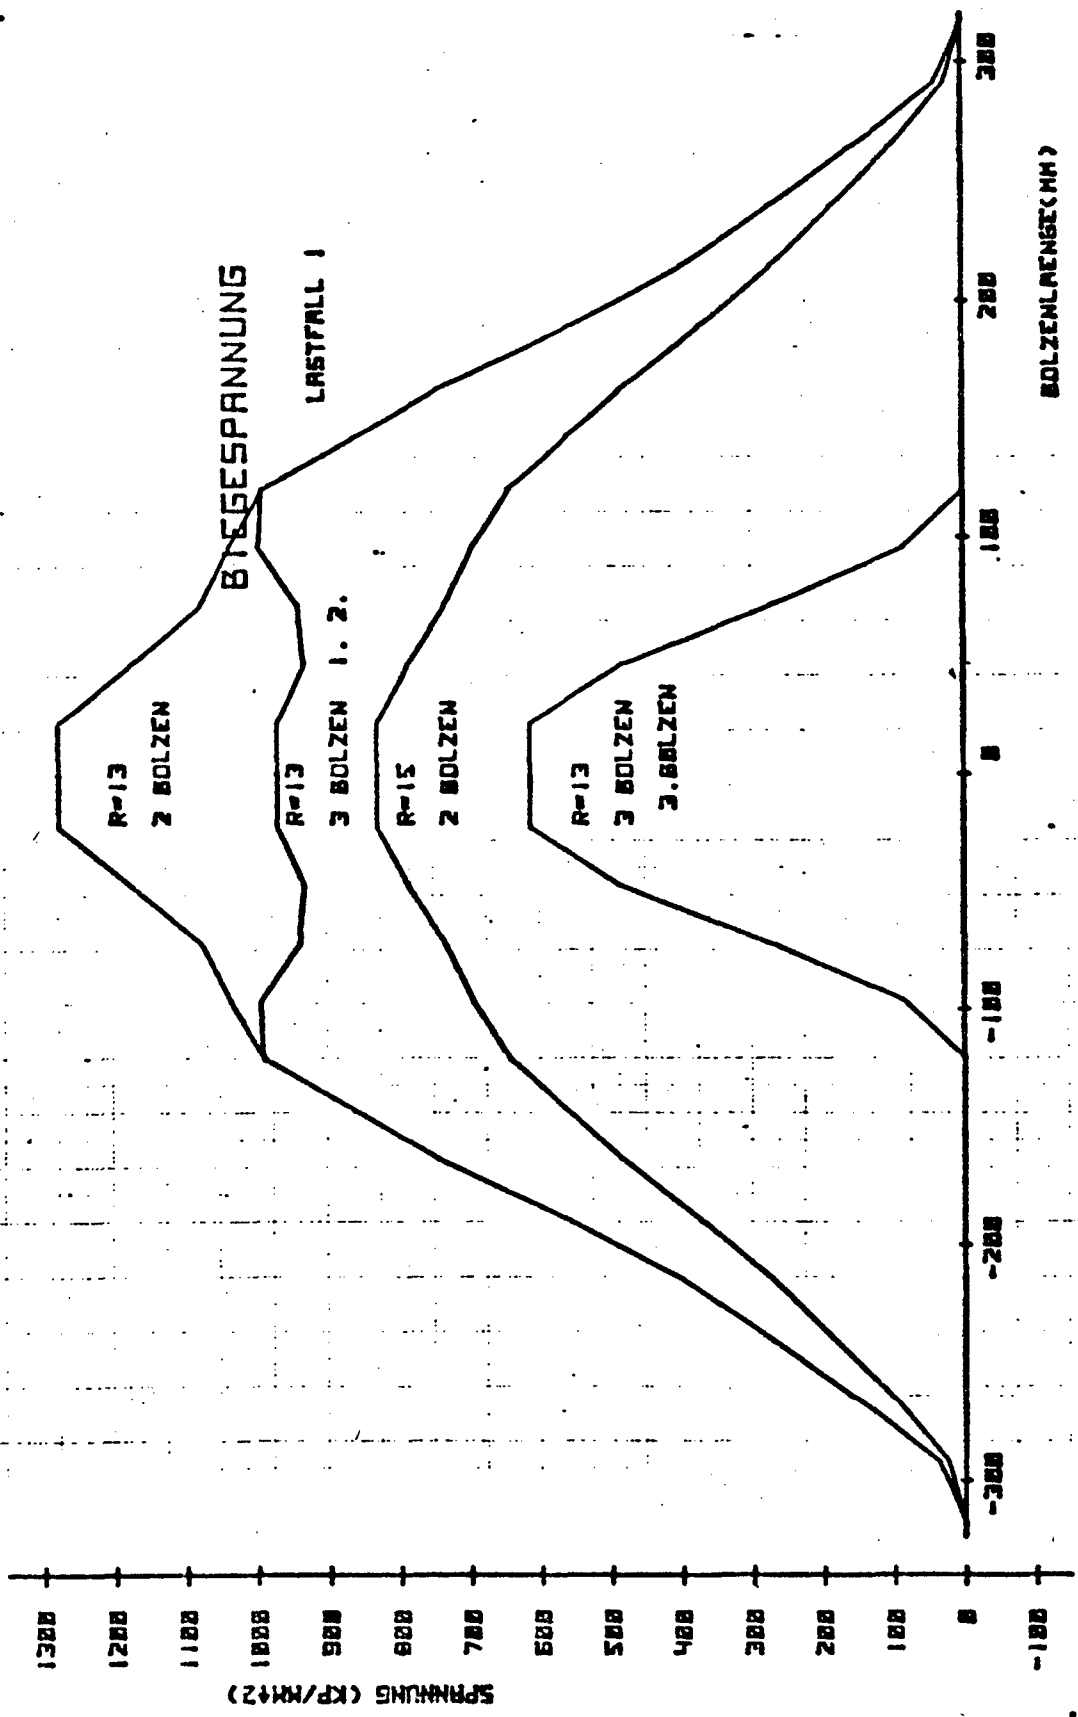 BIEGESPANNUNG
LASTFALL 1
R=13
2 BOLZEN
R=13
3 BOLZEN 1. 2.
R=15
2 BOLZEN
R=13
3 BOLZEN
3.BOLZEN
SPANNUNG (KP/MM↑2)
1300
1200
1100
1000
900
800
700
600
500
400
300
200
100
0
-100
-300
-200
-100
0
100
200
300
BOLZENLAENGE(MM)